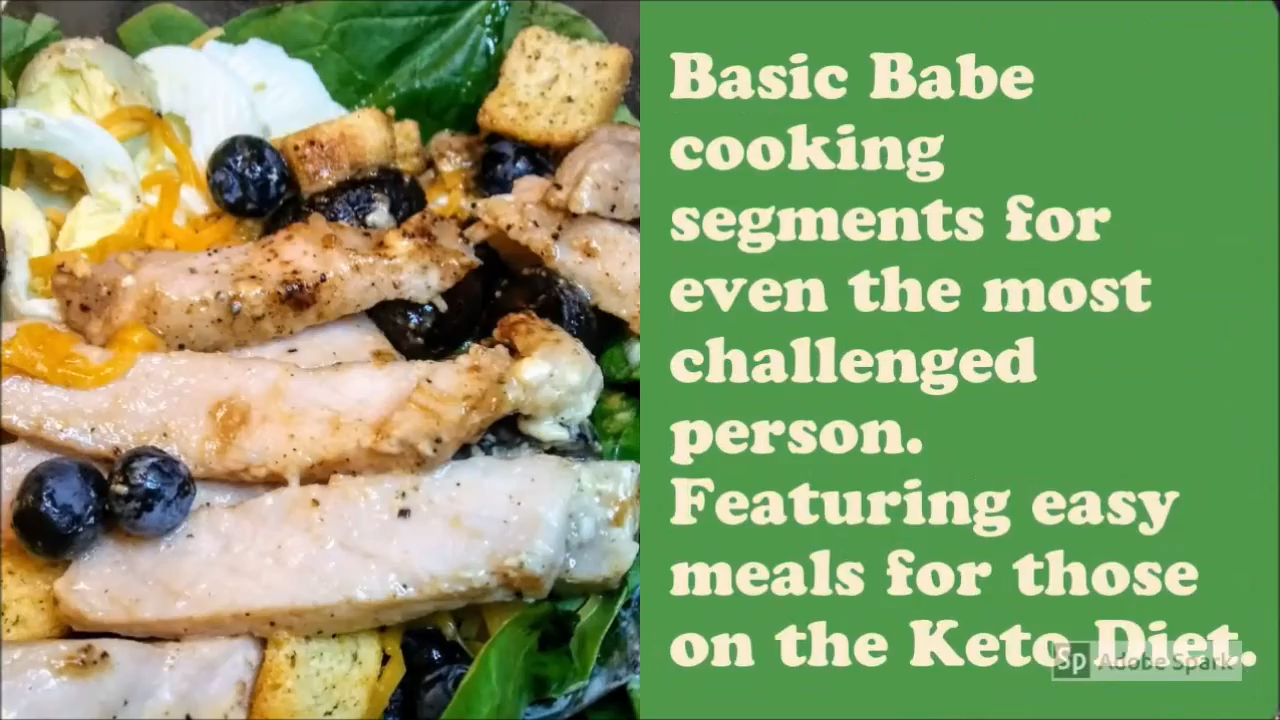 Basic Babe
cooking
segments for
even the most
challenged
person.
Featuring easy
meals for those
on the Keto Diet.
Sp Adobe Spark